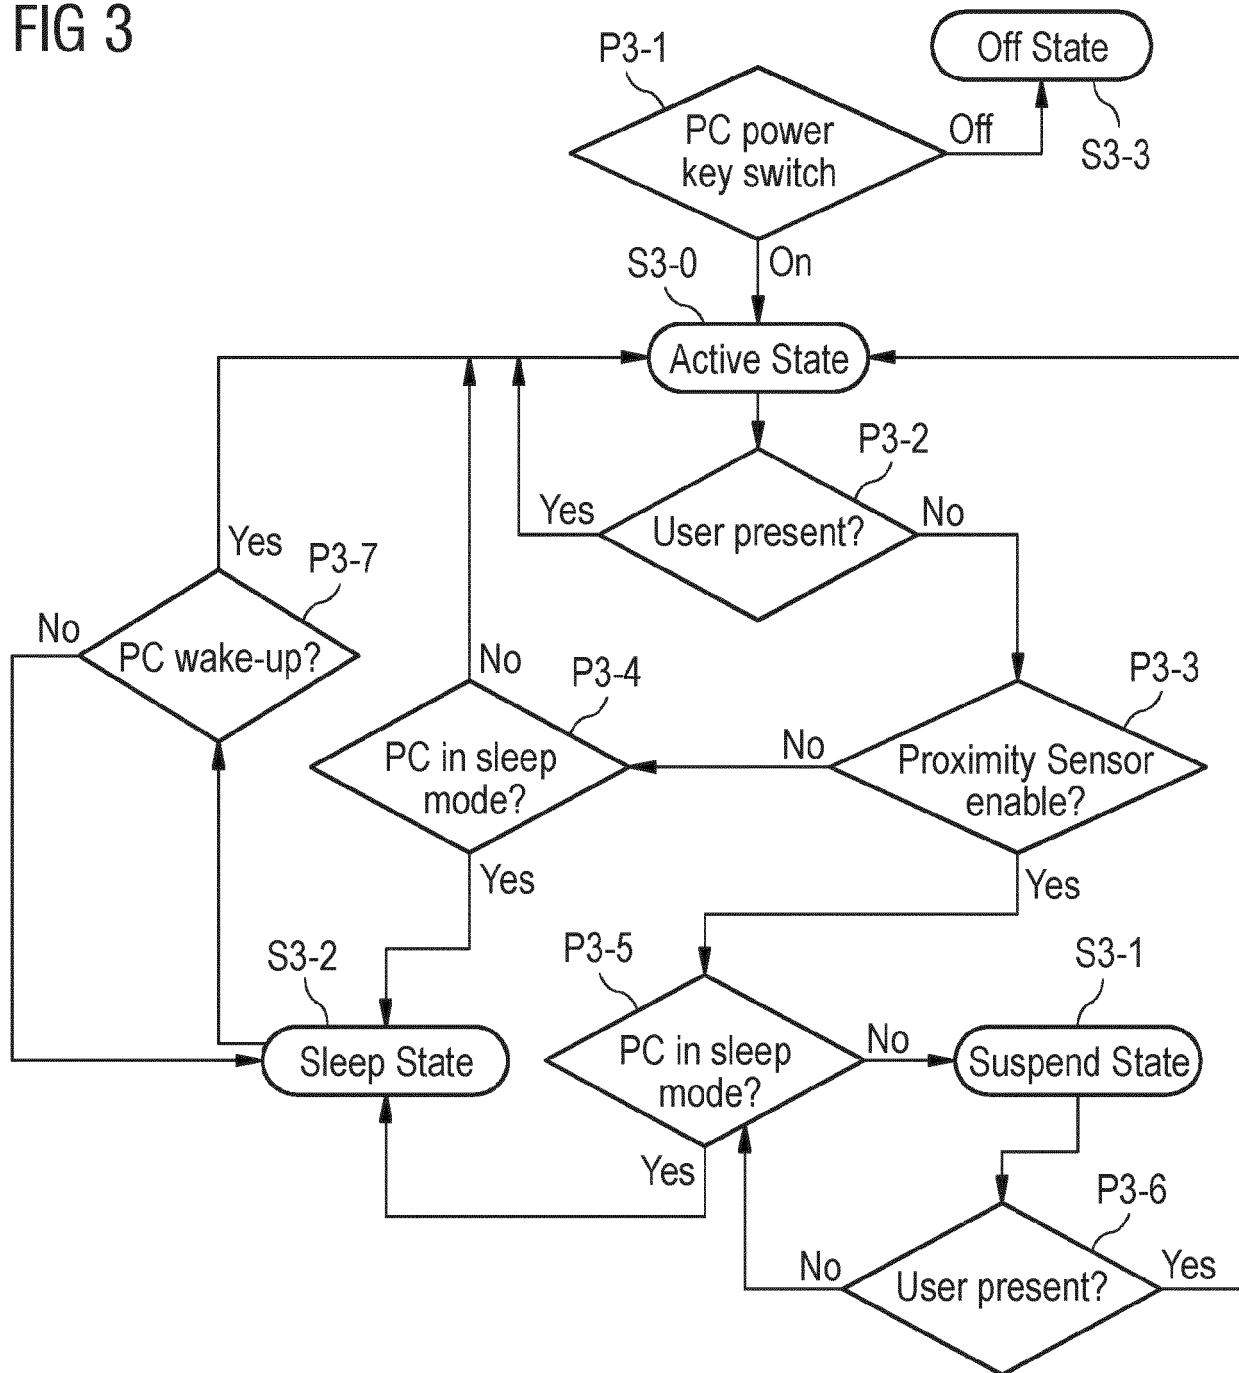 FIG 3
P3-1
Off State
PC power
key switch
Off
S3-3
S3-0
On
Active State
P3-2
Yes
User present?
No
Yes
P3-7
No
PC wake-up?
No
P3-4
P3-3
PC in sleep
mode?
No
Proximity Sensor
enable?
Yes
Yes
S3-2
P3-5
S3-1
Sleep State
PC in sleep
mode?
No
Suspend State
Yes
P3-6
No
User present?
Yes